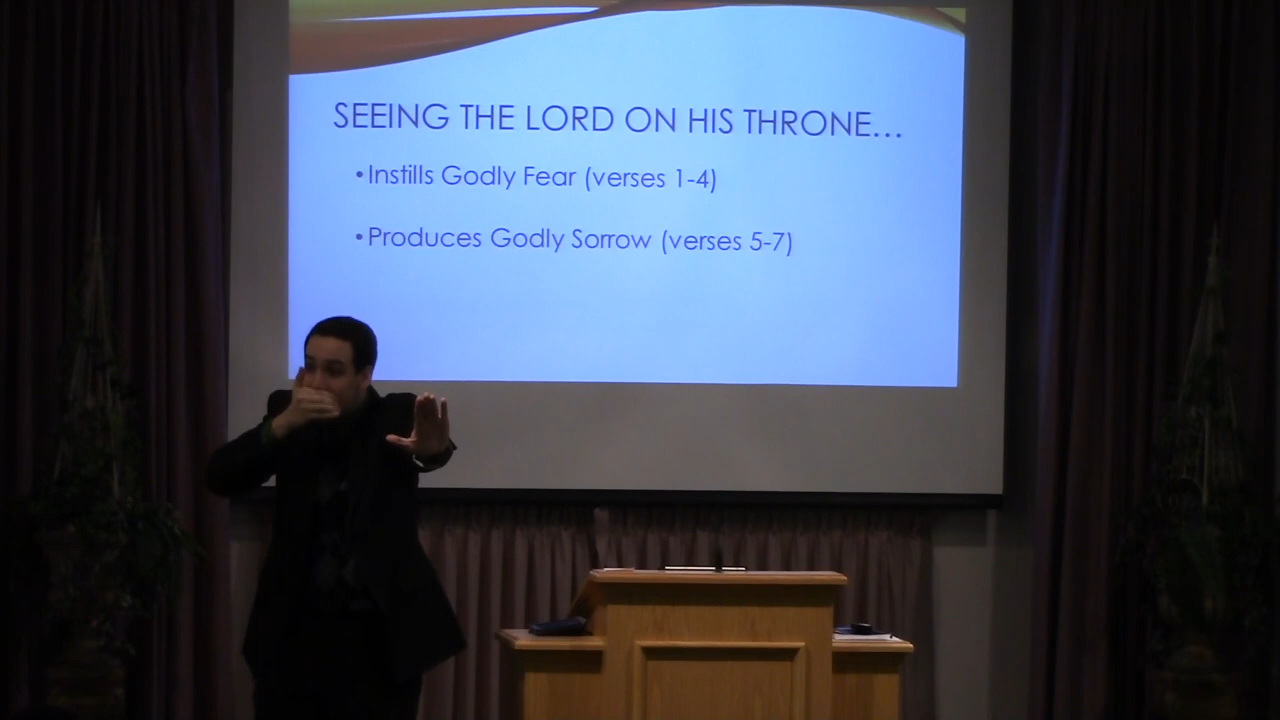 SEEING THE LORD ON HIS THRONE...
•Instills Godly Fear (verses 1-4)
•Produces Godly Sorrow (verses 5-7)